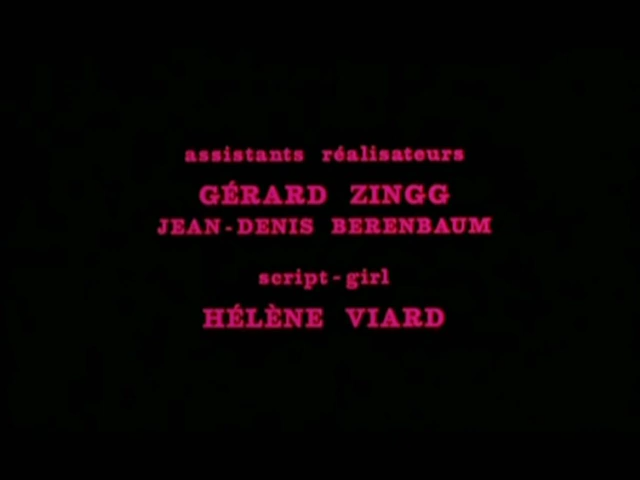 assistants réalisateurs
GÉRARD ZINGG
JEAN-DENIS BERENBAUM
script-girl
HÉLÈNE VIARD